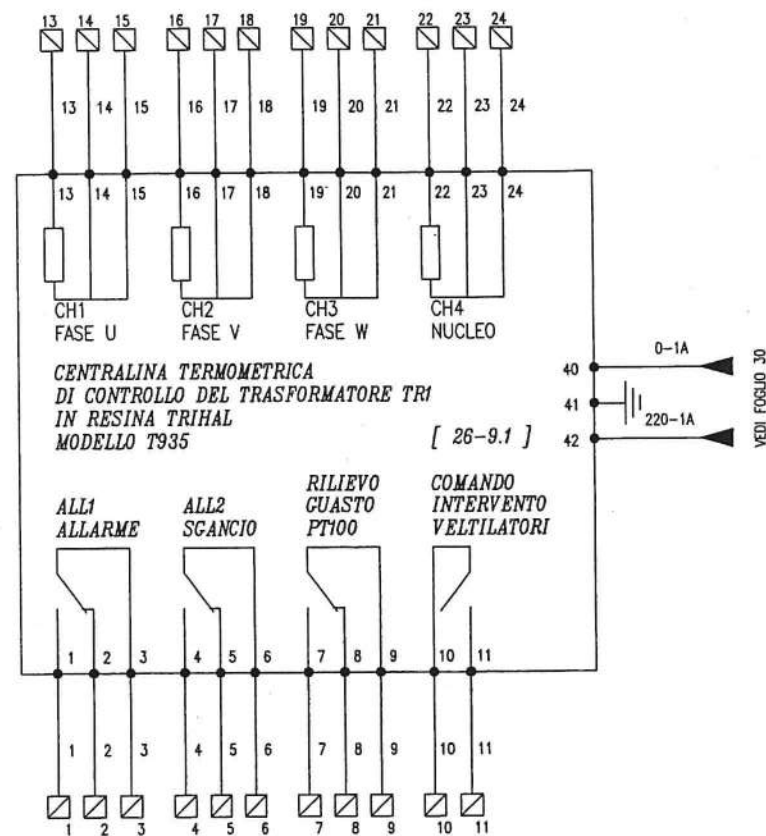 13 14 15 16 17 18 19 20 21 22 23 24
13 14 15 16 17 18 19 20 21 22 23 24
13 14 15 16 17 18 19 20 21 22 23 24
CH1 CH2 CH3 CH4
FASE U FASE V FASE W NUCLEO
CENTRALINA TERMOMETRICA
DI CONTROLLO DEL TRASFORMATORE TR1
IN RESINA TRIHAL
MODELLO T935
[ 26-9.1 ]
40 0-1A
41
42 220-1A
VEDI FOGLIO 30
ALL1
ALLARME
ALL2
SGANCIO
RILIEVO
GUASTO
PT100
COMANDO
INTERVENTO
VELTILATORI
1 2 3 4 5 6 7 8 9 10 11
1 2 3 4 5 6 7 8 9 10 11
1 2 3 4 5 6 7 8 9 10 11